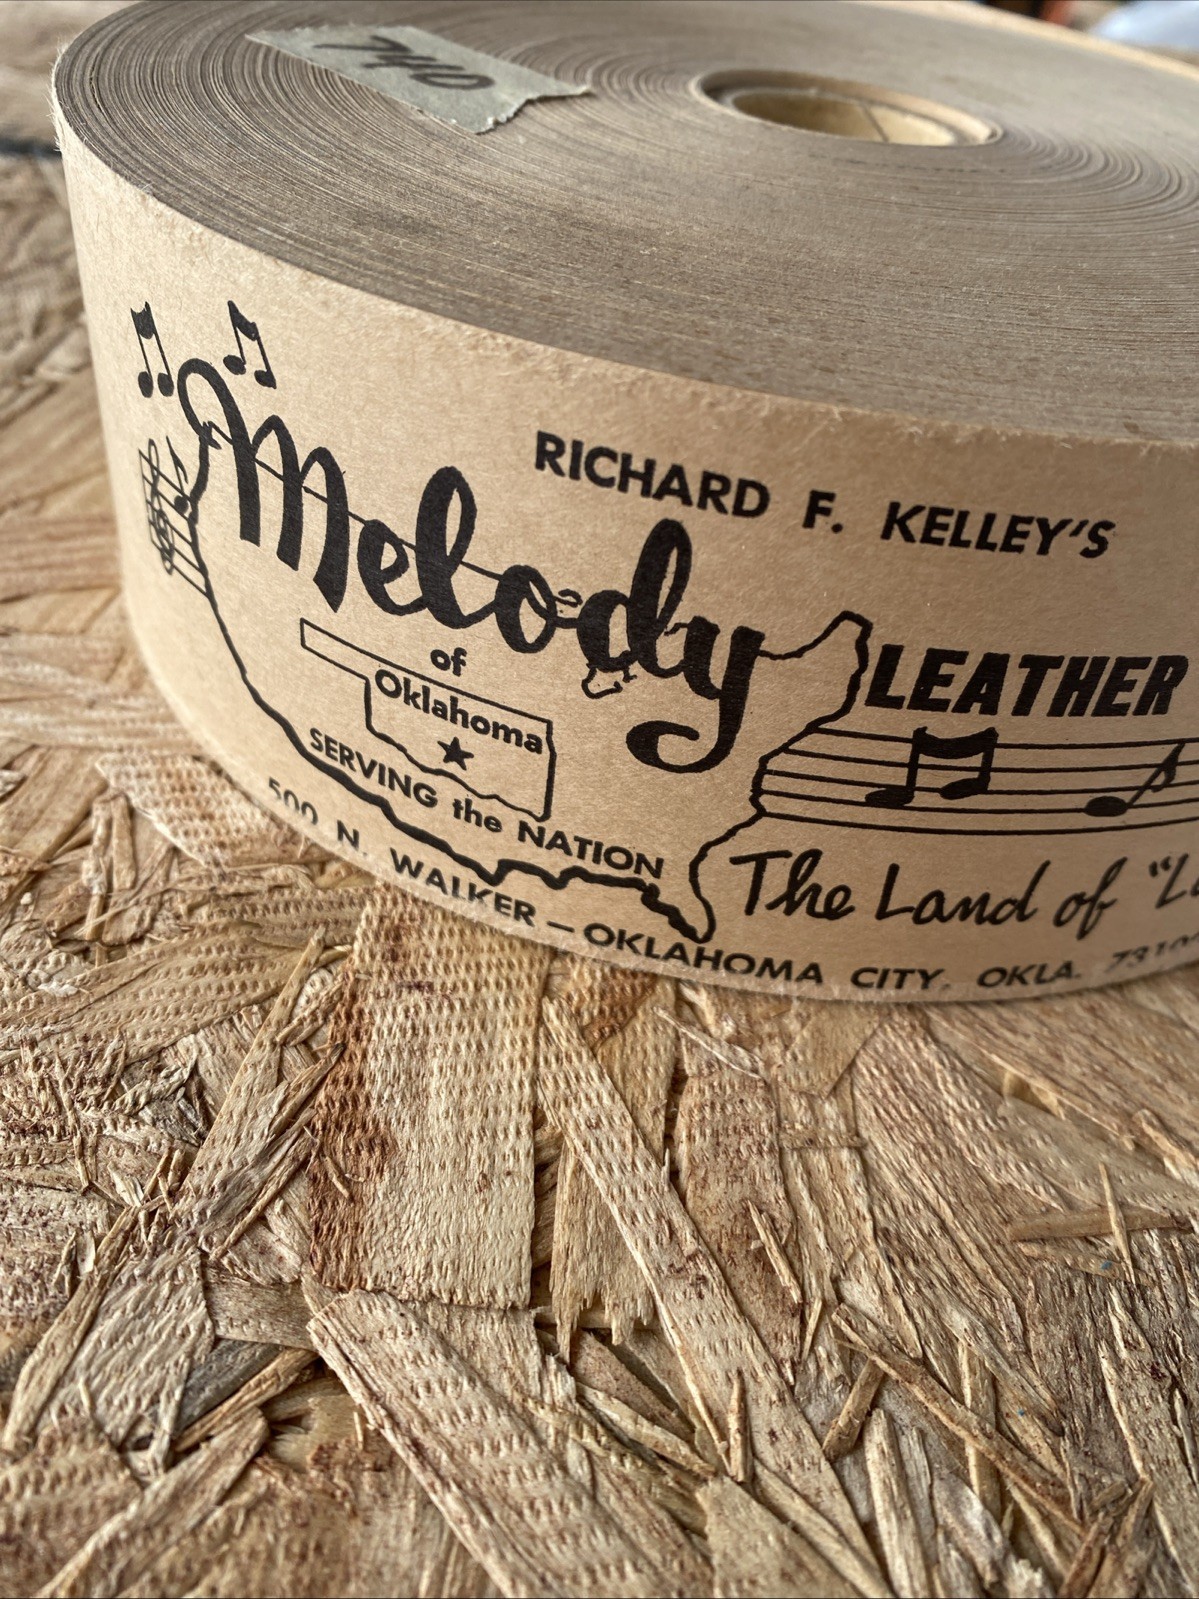 740
RICHARD F. KELLEY'S
Melody
LEATHER
of
Oklahoma
SERVING the NATION
The Land of
500 N. WALKER — OKLAHOMA CITY, OKLA.